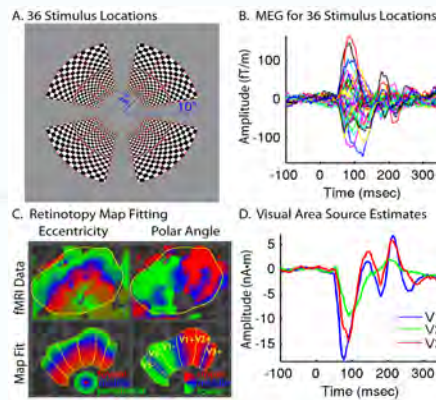 A. 36 Stimulus Locations
10°
B. MEG for 36 Stimulus Locations
Amplitude (fT/m)
100
0
-100
-100 0 100 200 300
Time (msec)
C. Retinotopy Map Fitting
Eccentricity Polar Angle
fMRI Data
Map Fit
V1+ V2+
D. Visual Area Source Estimates
Amplitude (nA•m)
5
0
-5
-10
-15
V
V
V
-100 0 100 200 300
Time (msec)